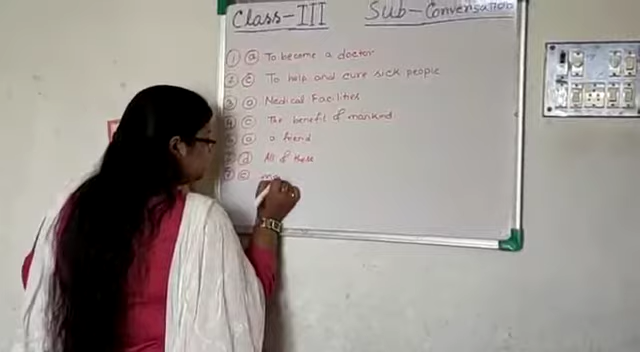 Class-III Sub-Conversation
1 a To become a doctor
2 c To help and cure sick people
3 a Medical Facilities
4 c The benefit of mankind
5 a a friend
d All of these
7 c